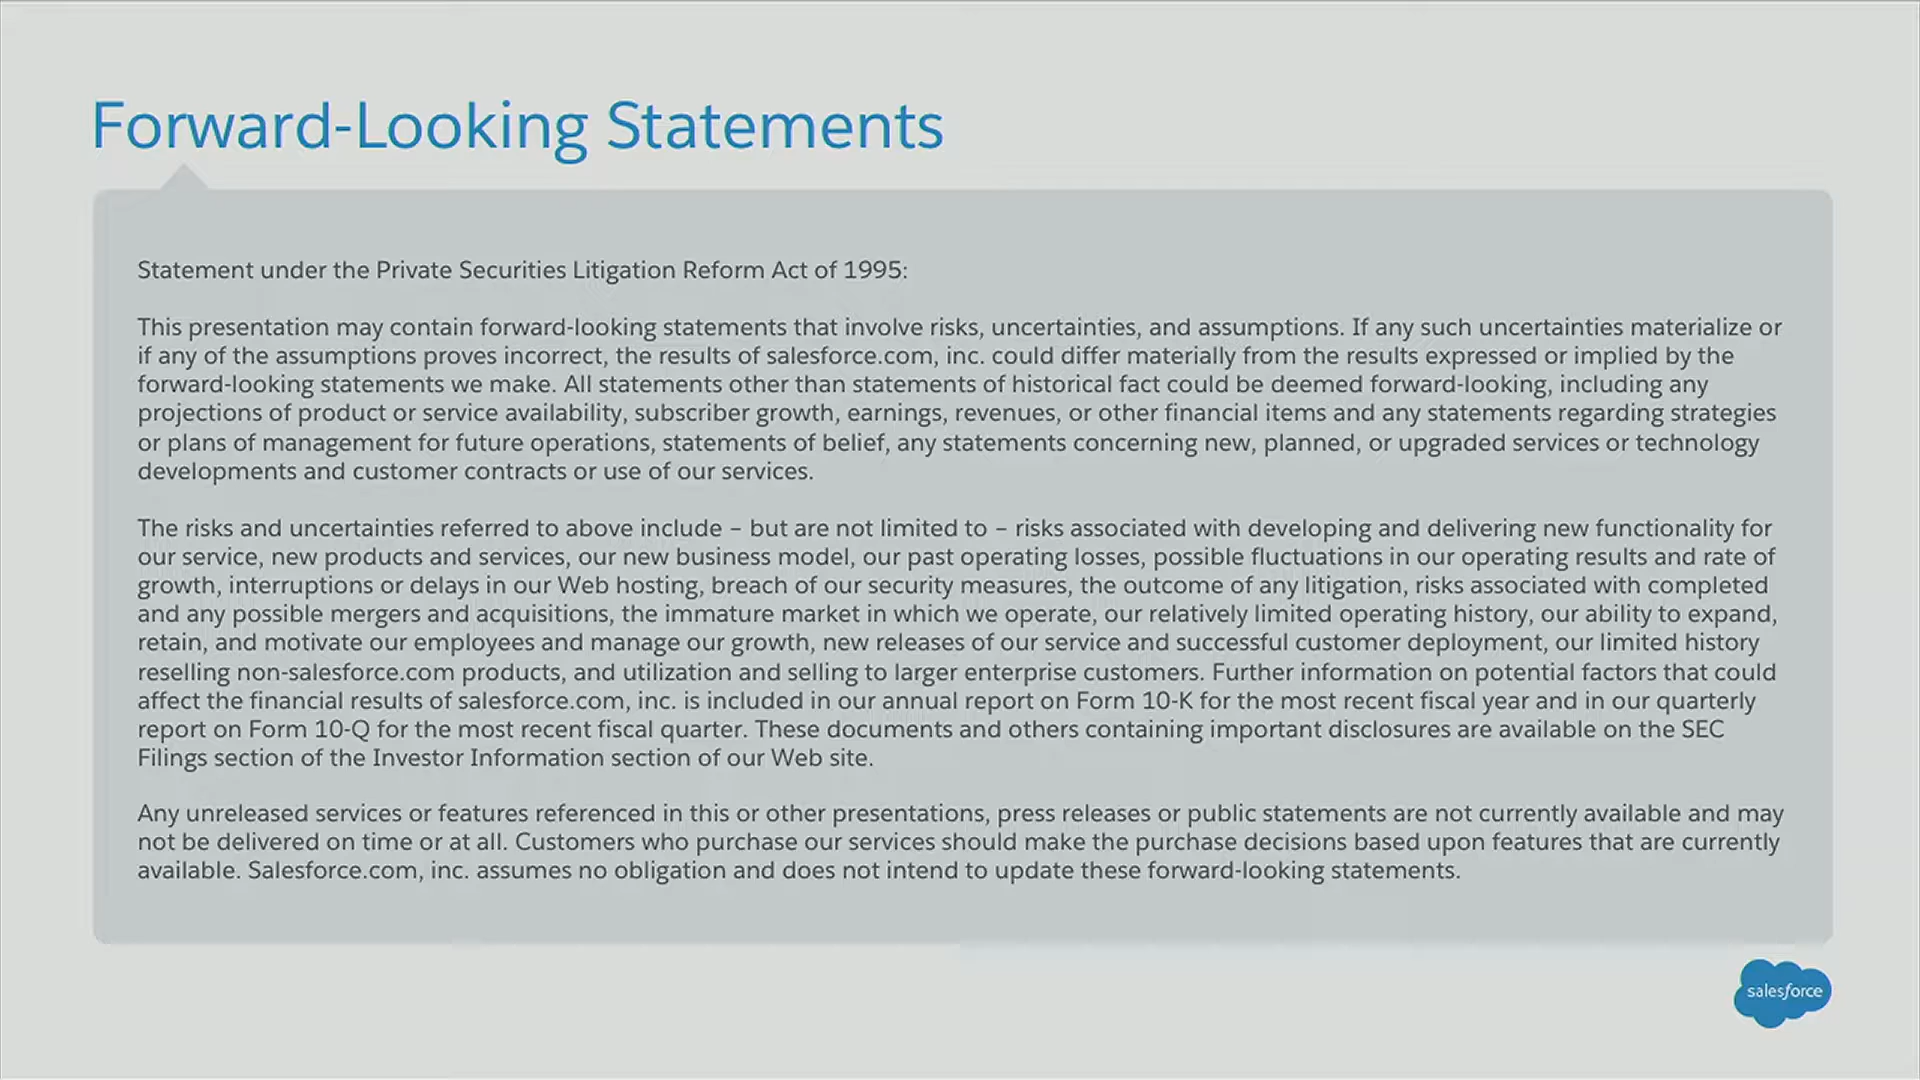 Forward-Looking Statements
Statement under the Private Securities Litigation Reform Act of 1995:
This presentation may contain forward-looking statements that involve risks, uncertainties, and assumptions. If any such uncertainties materialize or
if any of the assumptions proves incorrect, the results of salesforce.com, inc. could differ materially from the results expressed or implied by the
forward-looking statements we make. All statements other than statements of historical fact could be deemed forward-looking, including any
projections of product or service availability, subscriber growth, earnings, revenues, or other financial items and any statements regarding strategies
or plans of management for future operations, statements of belief, any statements concerning new, planned, or upgraded services or technology
developments and customer contracts or use of our services.
The risks and uncertainties referred to above include – but are not limited to – risks associated with developing and delivering new functionality for
our service, new products and services, our new business model, our past operating losses, possible fluctuations in our operating results and rate of
growth, interruptions or delays in our Web hosting, breach of our security measures, the outcome of any litigation, risks associated with completed
and any possible mergers and acquisitions, the immature market in which we operate, our relatively limited operating history, our ability to expand,
retain, and motivate our employees and manage our growth, new releases of our service and successful customer deployment, our limited history
reselling non-salesforce.com products, and utilization and selling to larger enterprise customers. Further information on potential factors that could
affect the financial results of salesforce.com, inc. is included in our annual report on Form 10-K for the most recent fiscal year and in our quarterly
report on Form 10-Q for the most recent fiscal quarter. These documents and others containing important disclosures are available on the SEC
Filings section of the Investor Information section of our Web site.
Any unreleased services or features referenced in this or other presentations, press releases or public statements are not currently available and may
not be delivered on time or at all. Customers who purchase our services should make the purchase decisions based upon features that are currently
available. Salesforce.com, inc. assumes no obligation and does not intend to update these forward-looking statements.
salesforce